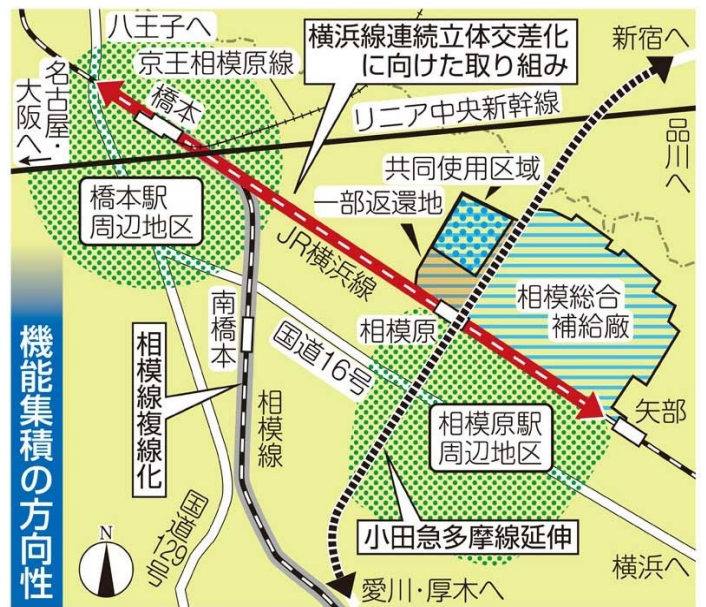 八王子へ
京王相模原線
名古屋・
大阪へ
橋本
横浜線連続立体交差化
に向けた取り組み
新宿へ
リニア中央新幹線
品川へ
共同使用区域
一部返還地
橋本駅
周辺地区
JR横浜線
相模総合
補給廠
南橋本
相模原
国道16号
相模線複線化
相模線
相模原駅
周辺地区
矢部
国道129号
小田急多摩線延伸
横浜へ
愛川・厚木へ
機能集積の方向性
N